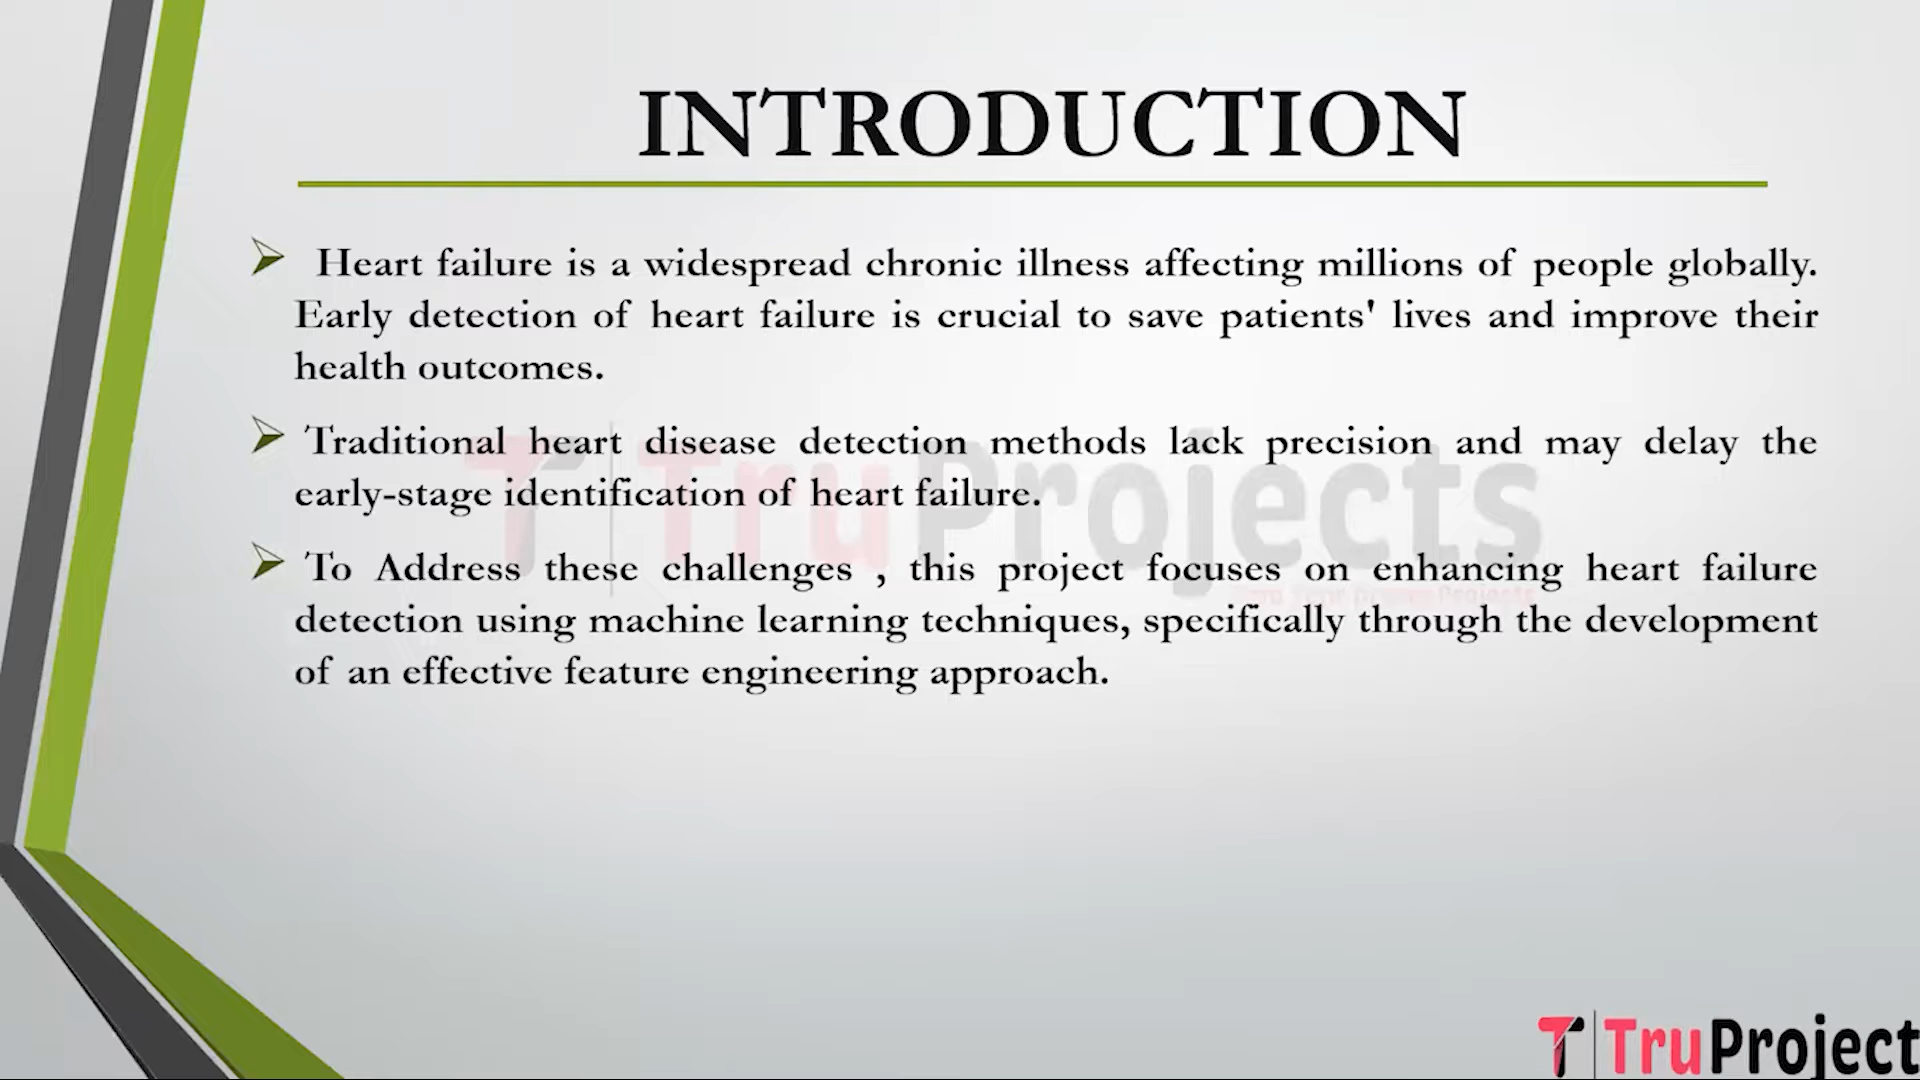 INTRODUCTION
Heart failure is a widespread chronic illness affecting millions of people globally.
Early detection of heart failure is crucial to save patients' lives and improve their
health outcomes.
Traditional heart disease detection methods lack precision and may delay the
early-stage identification of heart failure.
To Address these challenges , this project focuses on enhancing heart failure
detection using machine learning techniques, specifically through the development
of an effective feature engineering approach.
TruProjects
TruProject